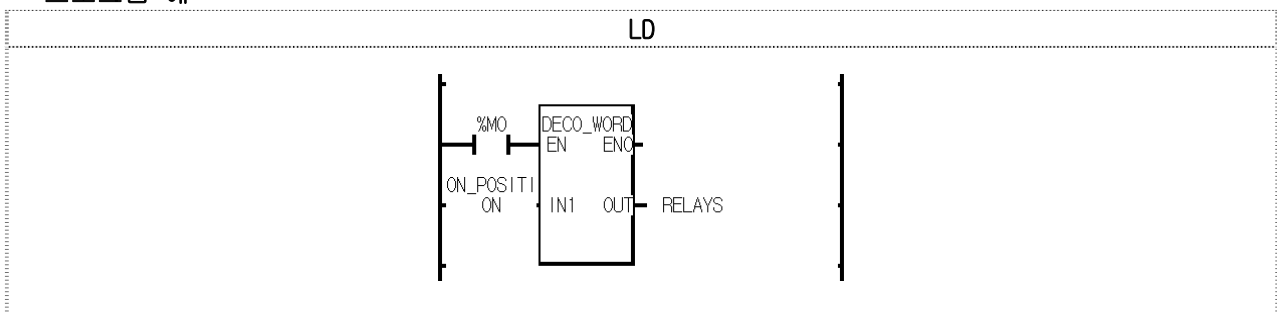 LD
%M0 DECO_WORD
EN ENO
ON_POSITI
ON IN1 OUT RELAYS